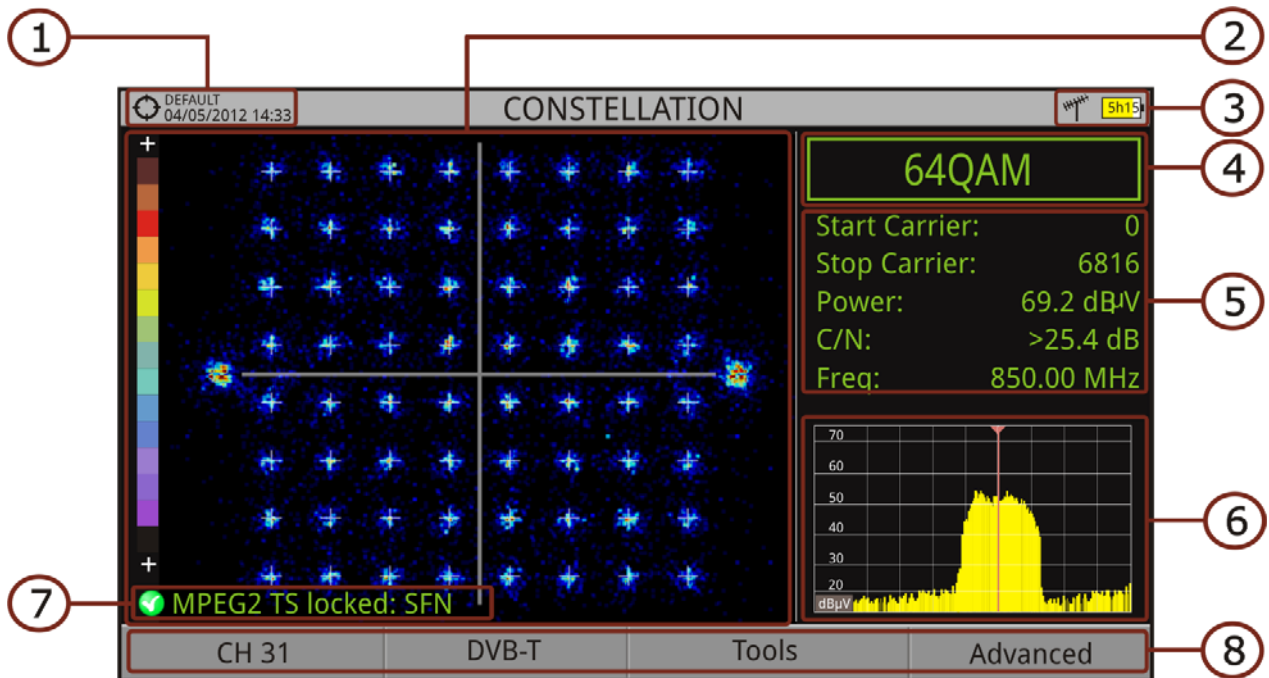 1
2
DEFAULT
04/05/2012 14:33
CONSTELLATION
5h15
3
+
64QAM
4
Start Carrier: 0
Stop Carrier: 6816
Power: 69.2 dBµV
5
C/N: >25.4 dB
Freq: 850.00 MHz
70
60
50
6
40
30
20
dBµV
+
7
MPEG2 TS locked: SFN
CH 31
DVB-T
Tools
Advanced
8